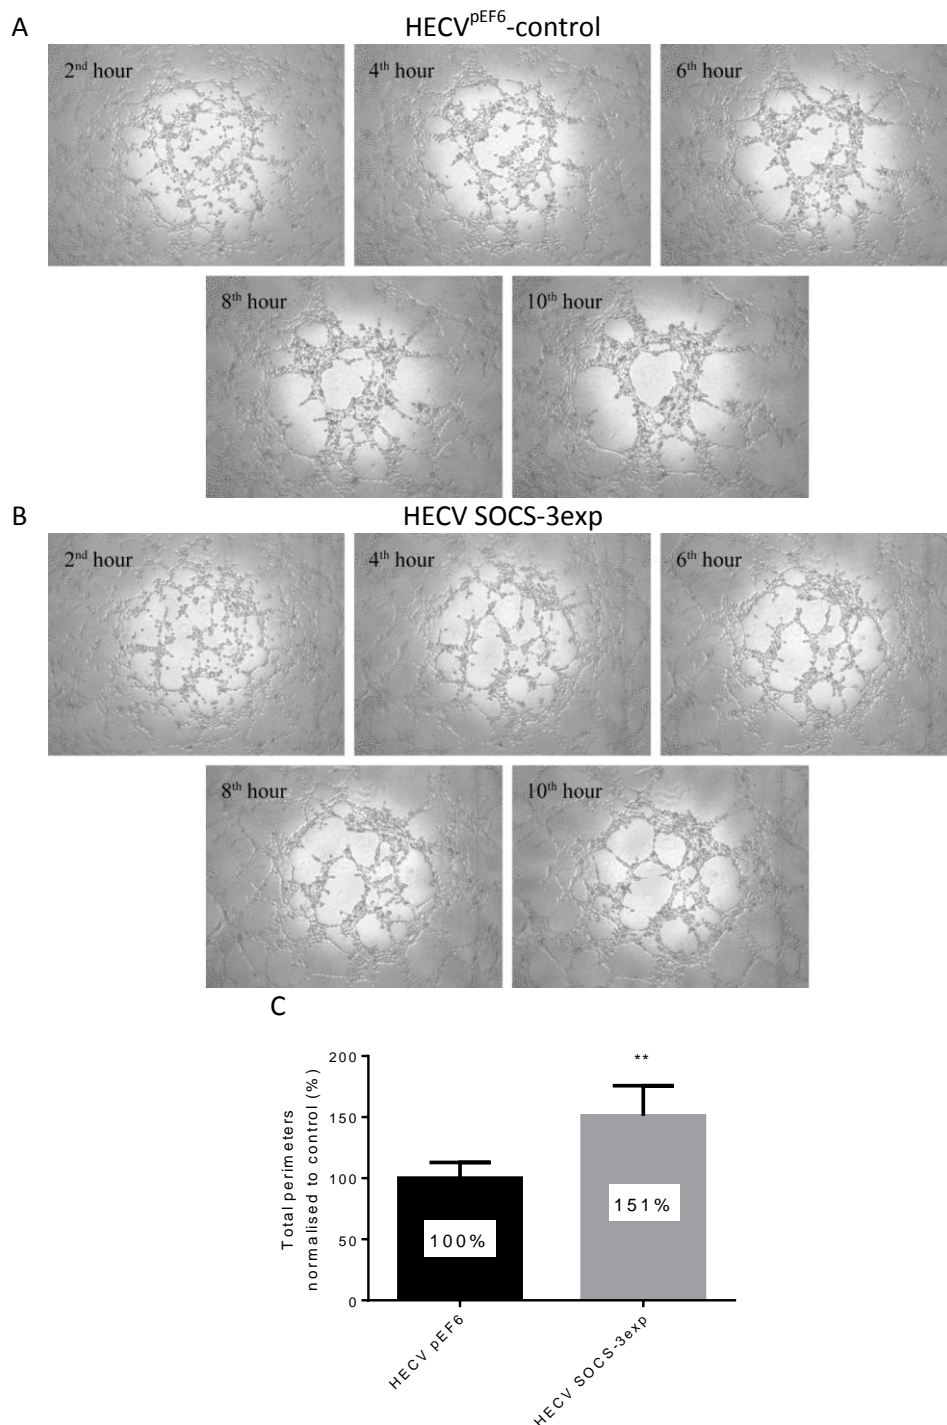 A
HECV^pEF6-control
2nd hour
4th hour
6th hour
8th hour
10th hour
B
HECV SOCS-3exp
2nd hour
4th hour
6th hour
8th hour
10th hour
C
Total perimeters
normalised to control (%)
200
150
100
50
0
**
100%
151%
HECV pEF6
HECV SOCS-3exp